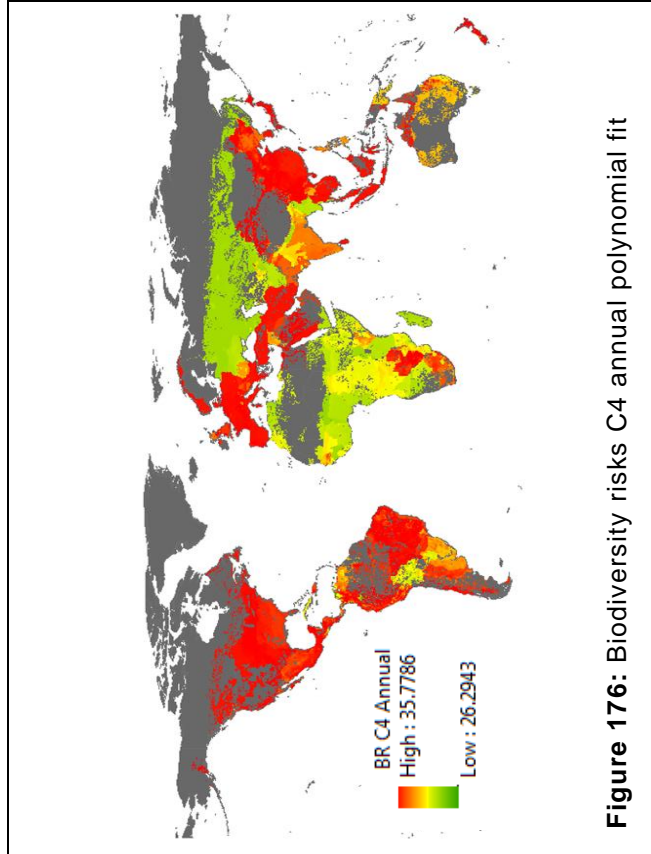 BR C4 Annual
High : 35.7786
Low : 26.2943
Figure 176: Biodiversity risks C4 annual polynomial fit